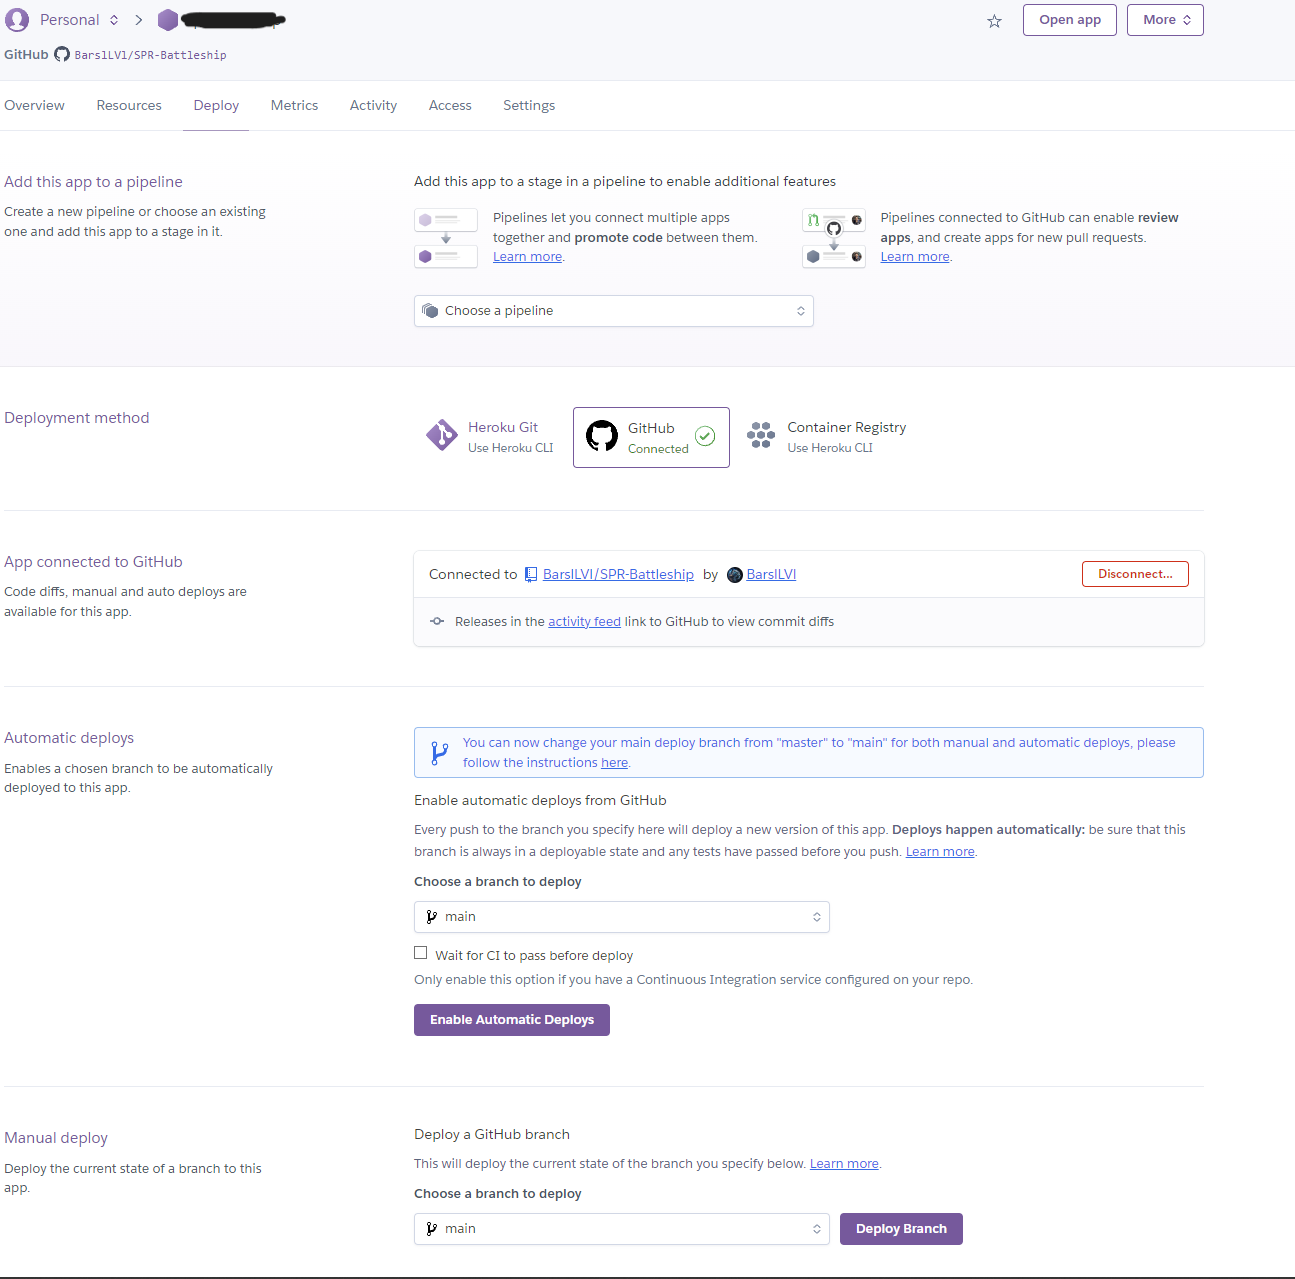 Personal
Open app
More
GitHub BarslLVl/SPR-Battleship
Overview Resources Deploy Metrics Activity Access Settings
Add this app to a pipeline
Create a new pipeline or choose an existing
one and add this app to a stage in it.
Add this app to a stage in a pipeline to enable additional features
Pipelines let you connect multiple apps
together and promote code between them.
Learn more.
Pipelines connected to GitHub can enable review
apps, and create apps for new pull requests.
Learn more.
Choose a pipeline
Deployment method
Heroku Git
Use Heroku CLI
GitHub
Connected
Container Registry
Use Heroku CLI
App connected to GitHub
Code diffs, manual and auto deploys are
available for this app.
Connected to BarslLVl/SPR-Battleship by BarslLVl
Disconnect...
Releases in the activity feed link to GitHub to view commit diffs
Automatic deploys
Enables a chosen branch to be automatically
deployed to this app.
You can now change your main deploy branch from "master" to "main" for both manual and automatic deploys, please
follow the instructions here.
Enable automatic deploys from GitHub
Every push to the branch you specify here will deploy a new version of this app. Deploys happen automatically: be sure that this
branch is always in a deployable state and any tests have passed before you push. Learn more.
Choose a branch to deploy
main
Wait for CI to pass before deploy
Only enable this option if you have a Continuous Integration service configured on your repo.
Enable Automatic Deploys
Manual deploy
Deploy the current state of a branch to this
app.
Deploy a GitHub branch
This will deploy the current state of the branch you specify below. Learn more.
Choose a branch to deploy
main
Deploy Branch